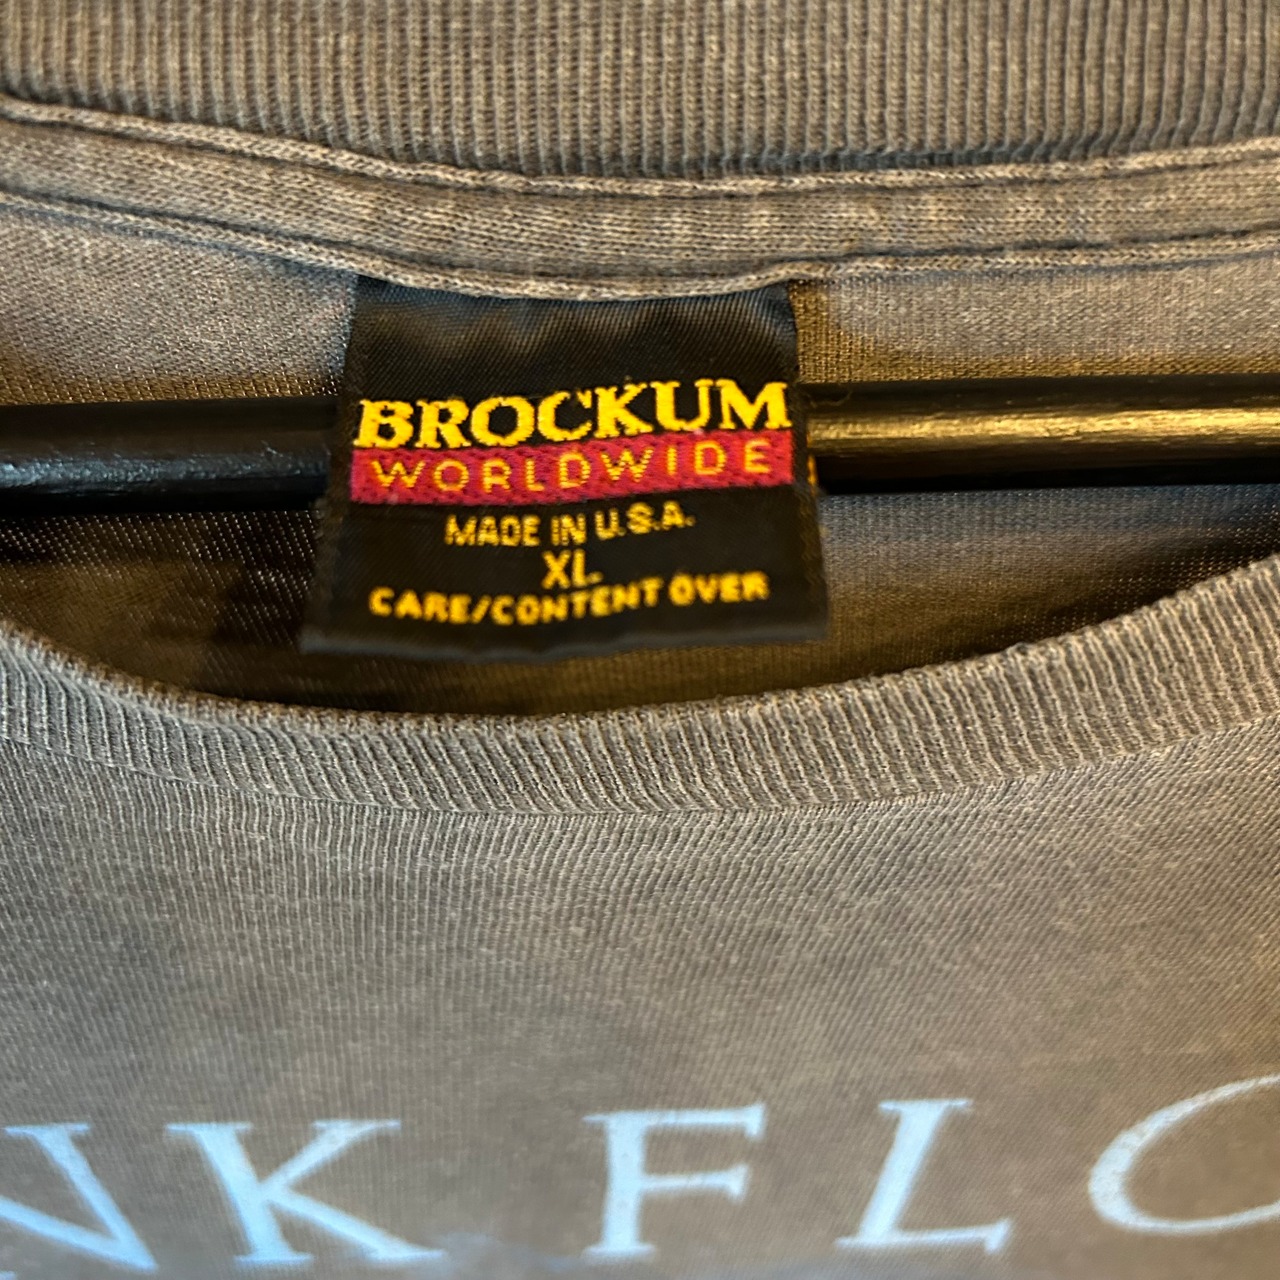 BROCKUM
WORLDWIDE
MADE IN U.S.A.
XL
CARE/CONTENT OVER
NK FLO